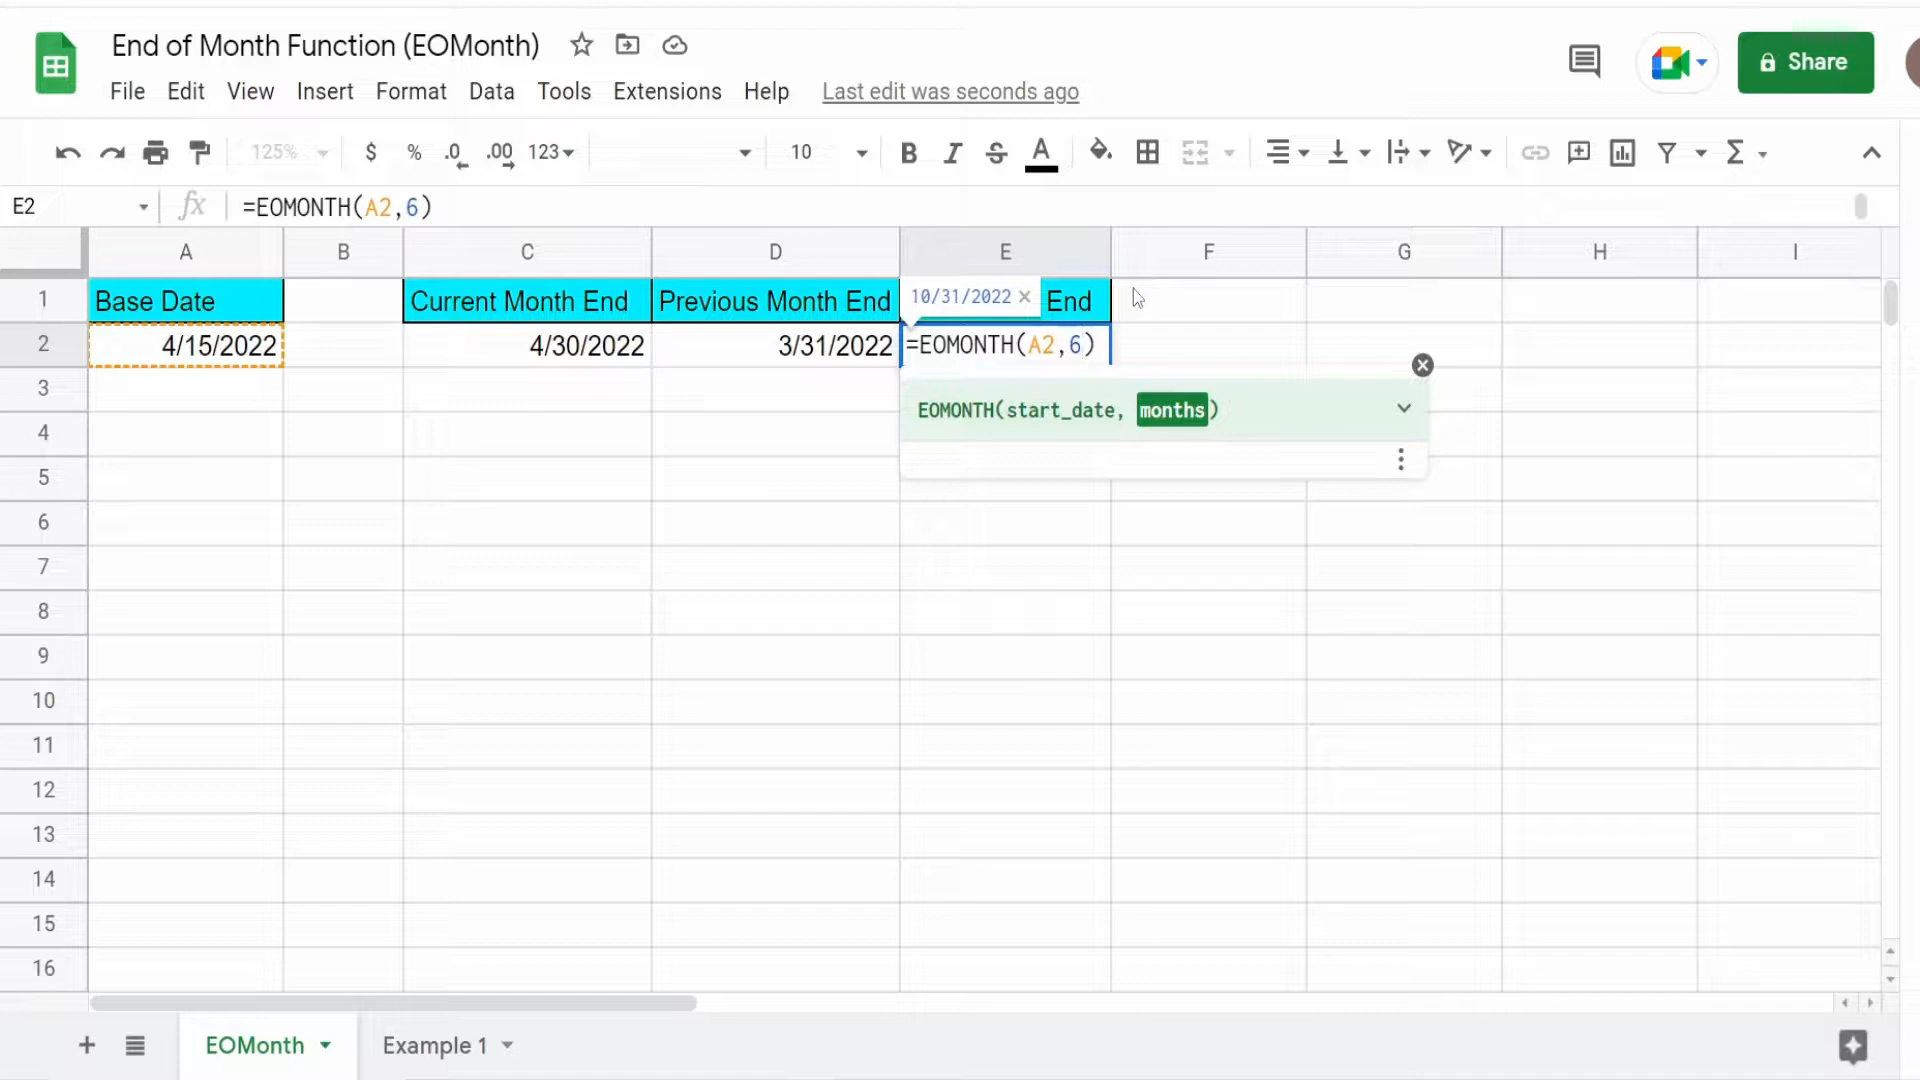 End of Month Function (EOMonth)
Share
File Edit View Insert Format Data Tools Extensions Help Last edit was seconds ago
125% $ % .0 .00 123 10 B I S A Σ
E2 fx =EOMONTH(A2,6)
A B C D E F G H I
1 Base Date Current Month End Previous Month End 10/31/2022 × End
2 4/15/2022 4/30/2022 3/31/2022 =EOMONTH(A2,6)
3
EOMONTH(start_date, months)
4
5
6
7
8
9
10
11
12
13
14
15
16
+ EOMonth Example 1